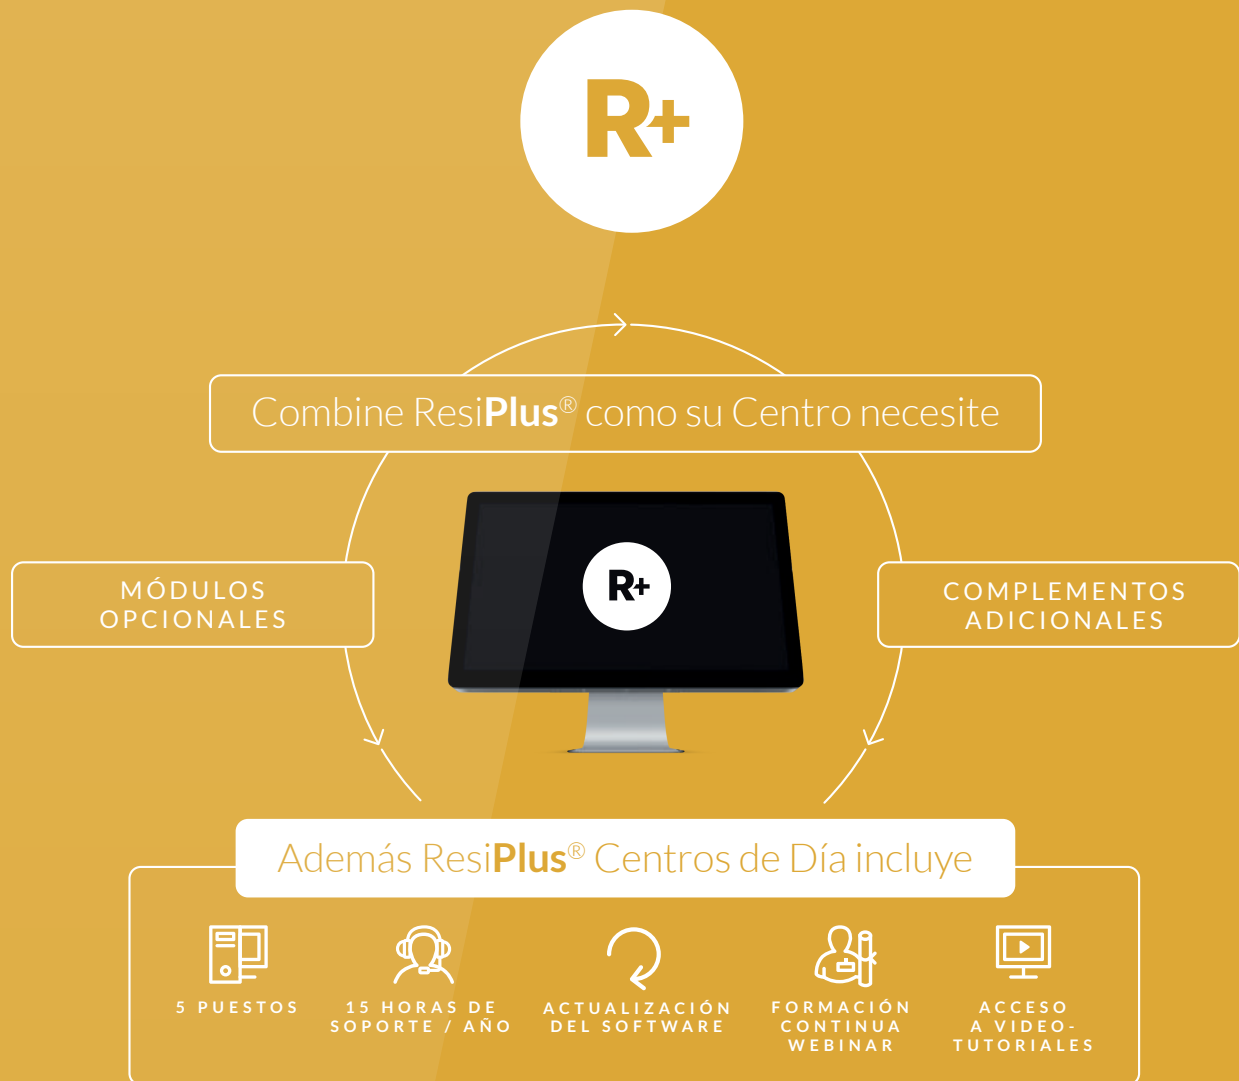 R+
Combine ResiPlus® como su Centro necesite
R+
MÓDULOS
OPCIONALES
COMPLEMENTOS
ADICIONALES
Además ResiPlus® Centros de Día incluye
5 PUESTOS
15 HORAS DE
SOPORTE / AÑO
ACTUALIZACIÓN
DEL SOFTWARE
FORMACIÓN
CONTINUA
WEBINAR
ACCESO
A VIDEO-
TUTORIALES